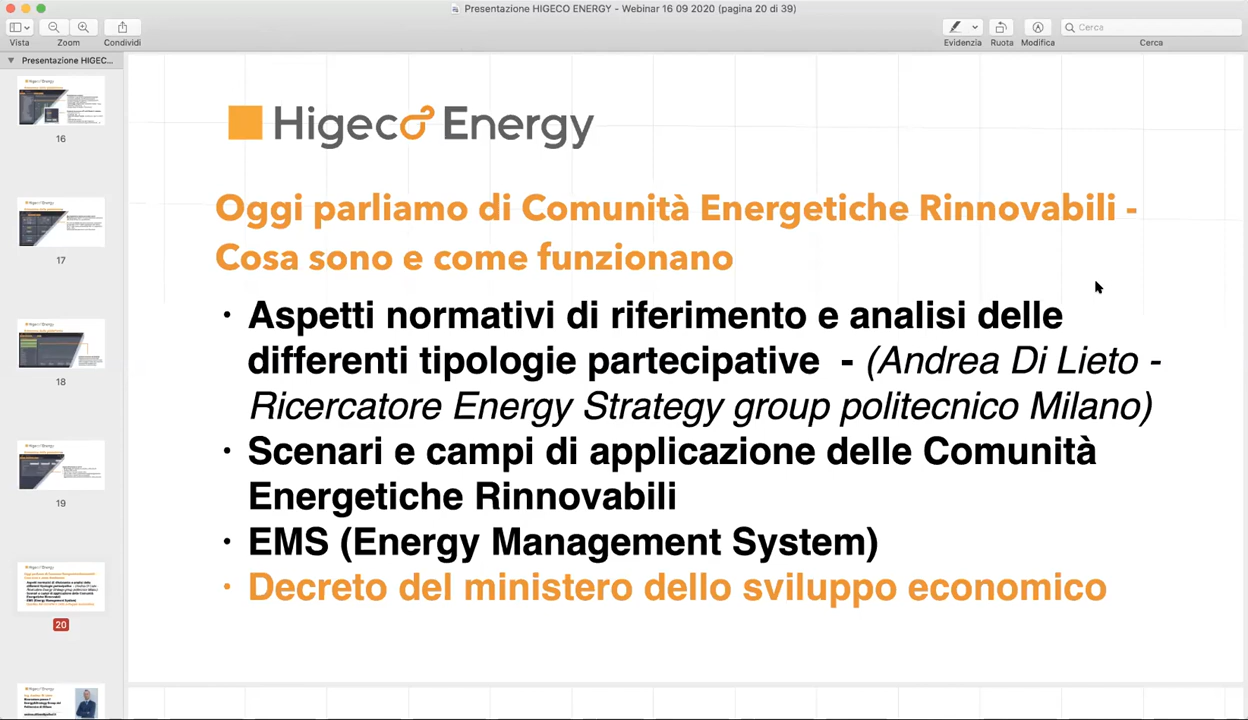 Presentazione HIGECO ENERGY - Webinar 16 09 2020 (pagina 20 di 39)
Vista
Zoom
Condividi
Evidenzia
Ruota
Modifica
Cerca
Cerca
Presentazione HIGEC...
16
17
18
19
20
Higeco Energy
Oggi parliamo di Comunità Energetiche Rinnovabili -
Cosa sono e come funzionano
· Aspetti normativi di riferimento e analisi delle
differenti tipologie partecipative - (Andrea Di Lieto -
Ricercatore Energy Strategy group politecnico Milano)
· Scenari e campi di applicazione delle Comunità
Energetiche Rinnovabili
· EMS (Energy Management System)
· Decreto del ministero dello sviluppo economico